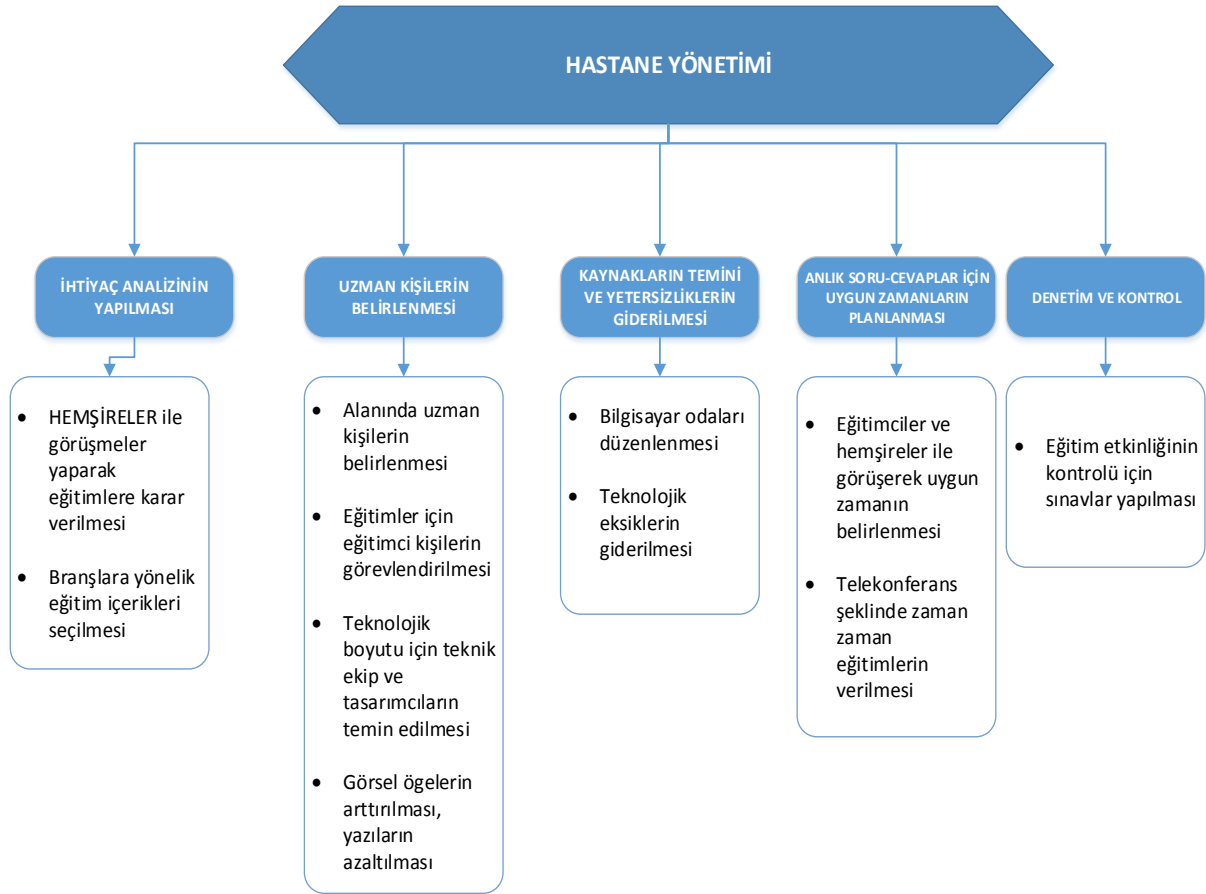 HASTANE YÖNETİMİ
İHTİYAÇ ANALİZİNİN
YAPILMASI
• HEMŞİRELER ile
görüşmeler
yaparak
eğitimlere karar
verilmesi
• Branşlara yönelik
eğitim içerikleri
seçilmesi
UZMAN KİŞİLERİN
BELİRLENMESİ
• Alanında uzman
kişilerin
belirlenmesi
• Eğitimler için
eğitimci kişilerin
görevlendirilmesi
• Teknolojik
boyutu için teknik
ekip ve
tasarımcıların
temin edilmesi
• Görsel ögelerin
arttırılması,
yazıların
azaltılması
KAYNAKLARIN TEMİNİ
VE YETERSİZLİKLERİN
GİDERİLMESİ
• Bilgisayar odaları
düzenlenmesi
• Teknolojik
eksiklerin
giderilmesi
ANLIK SORU-CEVAPLAR İÇİN
UYGUN ZAMANLARIN
PLANLANMASI
• Eğitimciler ve
hemşireler ile
görüşerek uygun
zamanın
belirlenmesi
• Telekonferans
şeklinde zaman
zaman
eğitimlerin
verilmesi
DENETİM VE KONTROL
• Eğitim etkinliğinin
kontrolü için
sınavlar yapılması